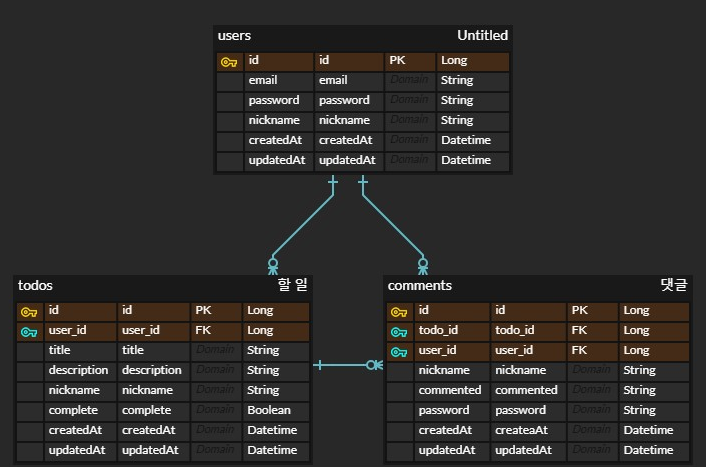 users Untitled
id id PK Long
email email Domain String
password password Domain String
nickname nickname Domain String
createdAt createdAt Domain Datetime
updatedAt updatedAt Domain Datetime
todos 할 일
id id PK Long
user_id user_id FK Long
title title Domain String
description description Domain String
nickname nickname Domain String
complete complete Domain Boolean
createdAt createdAt Domain Datetime
updatedAt updatedAt Domain Datetime
comments 댓글
id id PK Long
todo_id todo_id FK Long
user_id user_id FK Long
nickname nickname Domain String
commented commented Domain String
password password Domain String
createdAt createaAt Domain Datetime
updatedAt updatedAt Domain Datetime